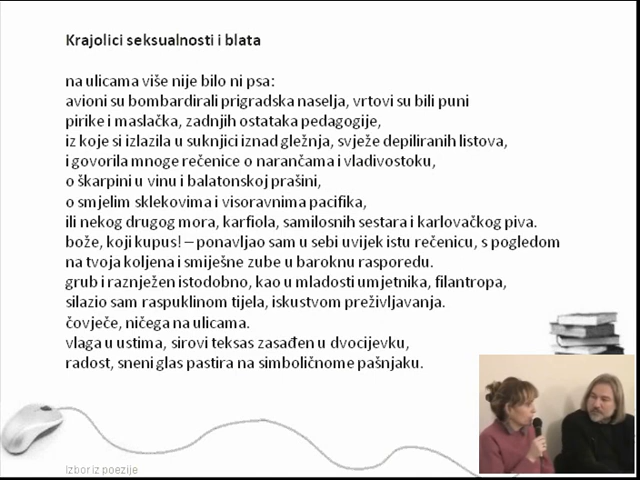 Krajolici seksualnosti i blata
na ulicama više nije bilo ni psa:
avioni su bombardirali prigradska naselja, vrtovi su bili puni
pirike i maslačka, zadnjih ostataka pedagogije,
iz koje si izlazila u suknjici iznad gležnja, svježe depiliranih listova,
i govorila mnoge rečenice o narančama i vladivostoku,
o škarpini u vinu i balatonskoj prašini,
o smjelim sklekovima i visoravnima pacifika,
ili nekog drugog mora, karfiola, samilosnih sestara i karlovačkog piva.
bože, koji kupus! – ponavljao sam u sebi uvijek istu rečenicu, s pogledom
na tvoja koljena i smiješne zube u baroknu rasporedu.
grub i raznježen istodobno, kao u mladosti umjetnika, filantropa,
silazio sam raspuklinom tijela, iskustvom preživljavanja.
čovječe, ničega na ulicama.
vlaga u ustima, sirovi teksas zasađen u dvocijevku,
radost, sneni glas pastira na simboličnome pašnjaku.
Izbor iz poezije